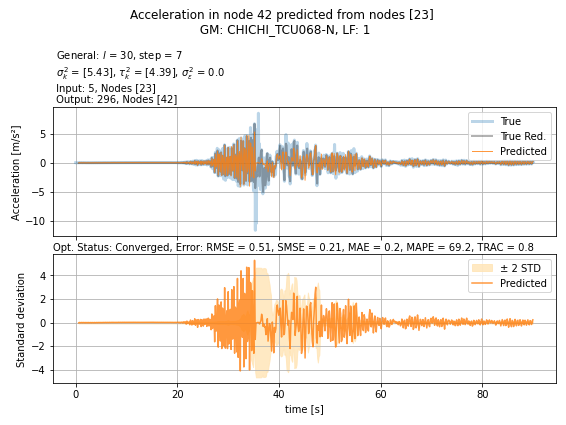 Acceleration in node 42 predicted from nodes [23]
GM: CHICHI_TCU068-N, LF: 1
General: l = 30, step = 7
σ²ₖ = [5.43], τ²ₖ = [4.39], σ²ε = 0.0
Input: 5, Nodes [23]
Output: 296, Nodes [42]
True
True Red.
Predicted
Acceleration [m/s²]
5
0
−5
−10
Opt. Status: Converged, Error: RMSE = 0.51, SMSE = 0.21, MAE = 0.2, MAPE = 69.2, TRAC = 0.8
± 2 STD
Predicted
Standard deviation
4
2
0
−2
−4
0 20 40 60 80
time [s]